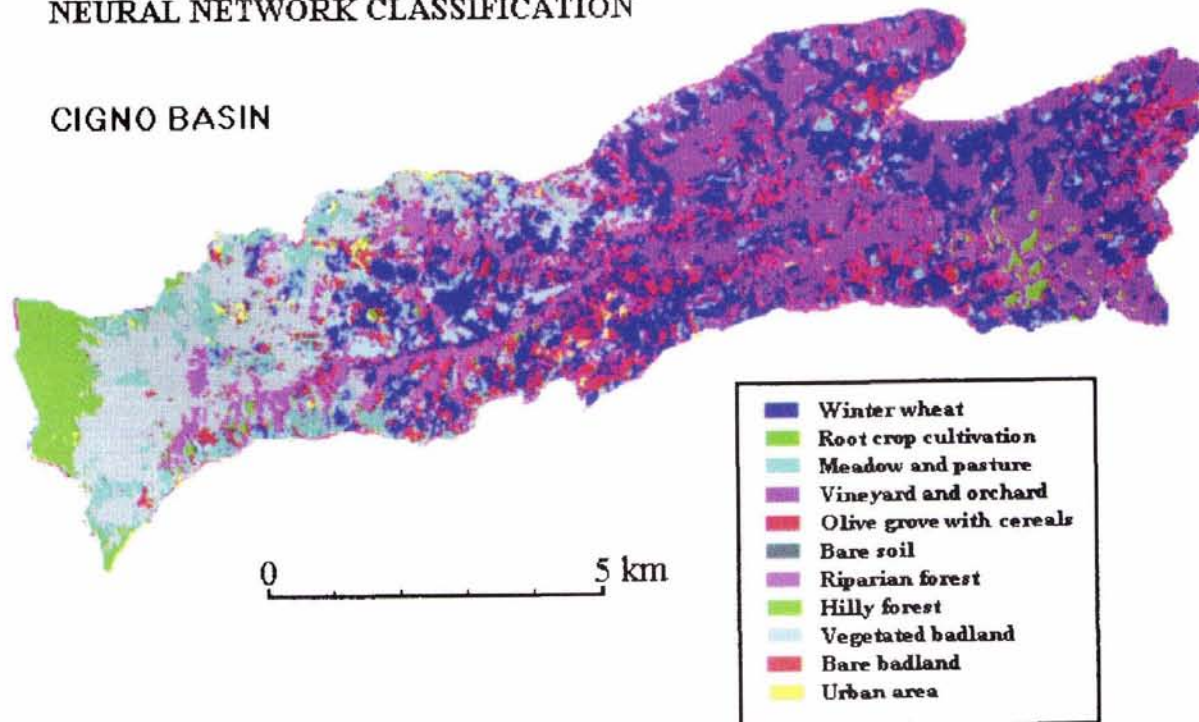 NEURAL NETWORK CLASSIFICATION
CIGNO BASIN
0 5 km
Winter wheat
Root crop cultivation
Meadow and pasture
Vineyard and orchard
Olive grove with cereals
Bare soil
Riparian forest
Hilly forest
Vegetated badland
Bare badland
Urban area